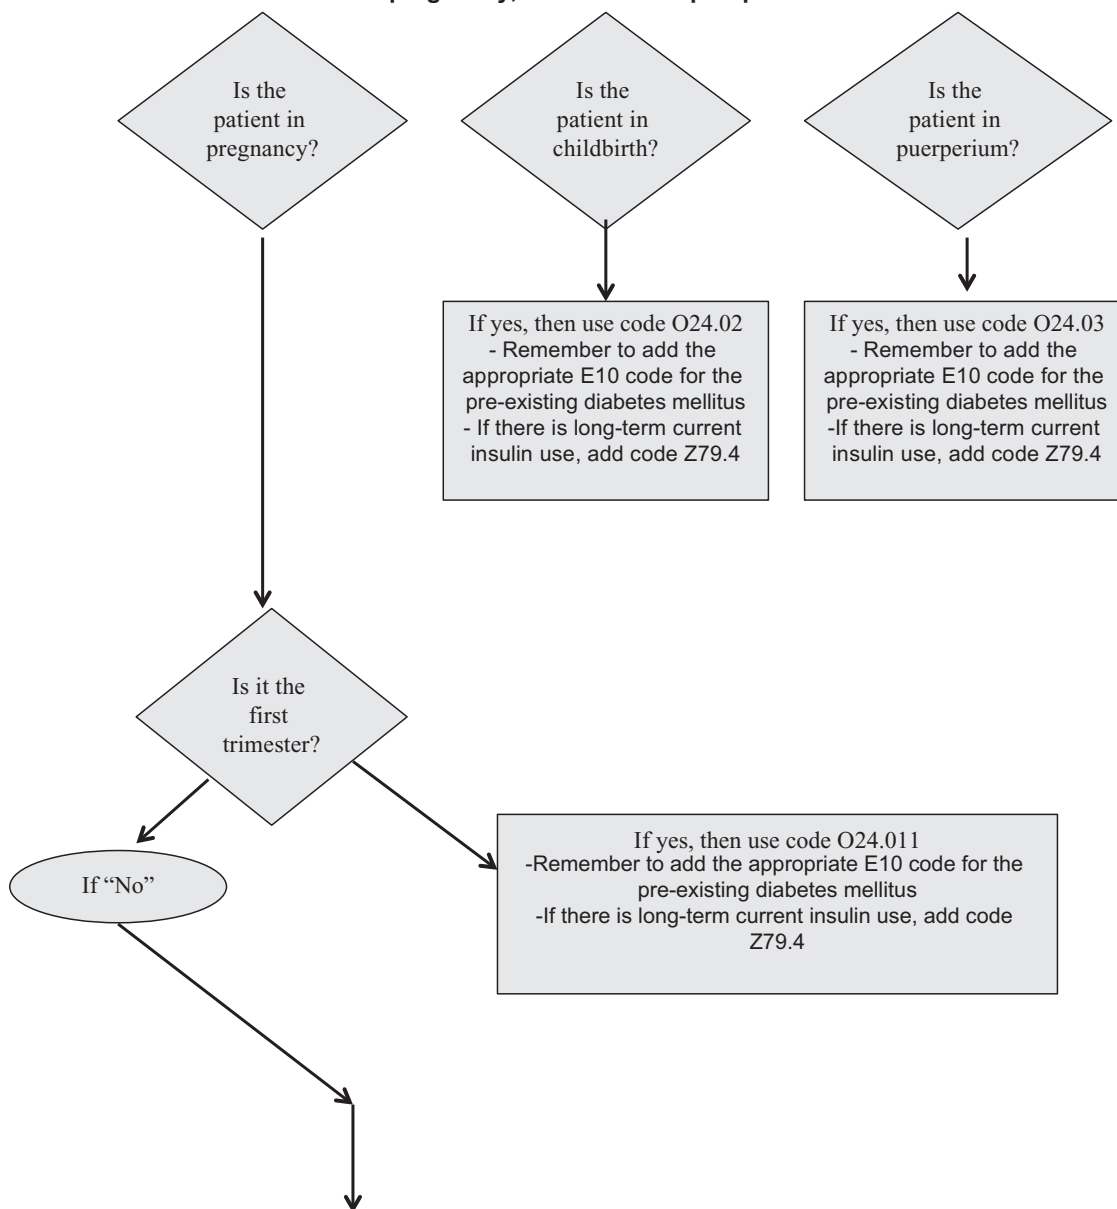 pregnancy,
Is the
patient in
pregnancy?
Is the
patient in
childbirth?
Is the
patient in
puerperium?
If yes, then use code O24.02
- Remember to add the
appropriate E10 code for the
pre-existing diabetes mellitus
- If there is long-term current
insulin use, add code Z79.4
If yes, then use code O24.03
- Remember to add the
appropriate E10 code for the
pre-existing diabetes mellitus
-If there is long-term current
insulin use, add code Z79.4
Is it the
first
trimester?
If “No”
If yes, then use code O24.011
-Remember to add the appropriate E10 code for the
pre-existing diabetes mellitus
-If there is long-term current insulin use, add code
Z79.4